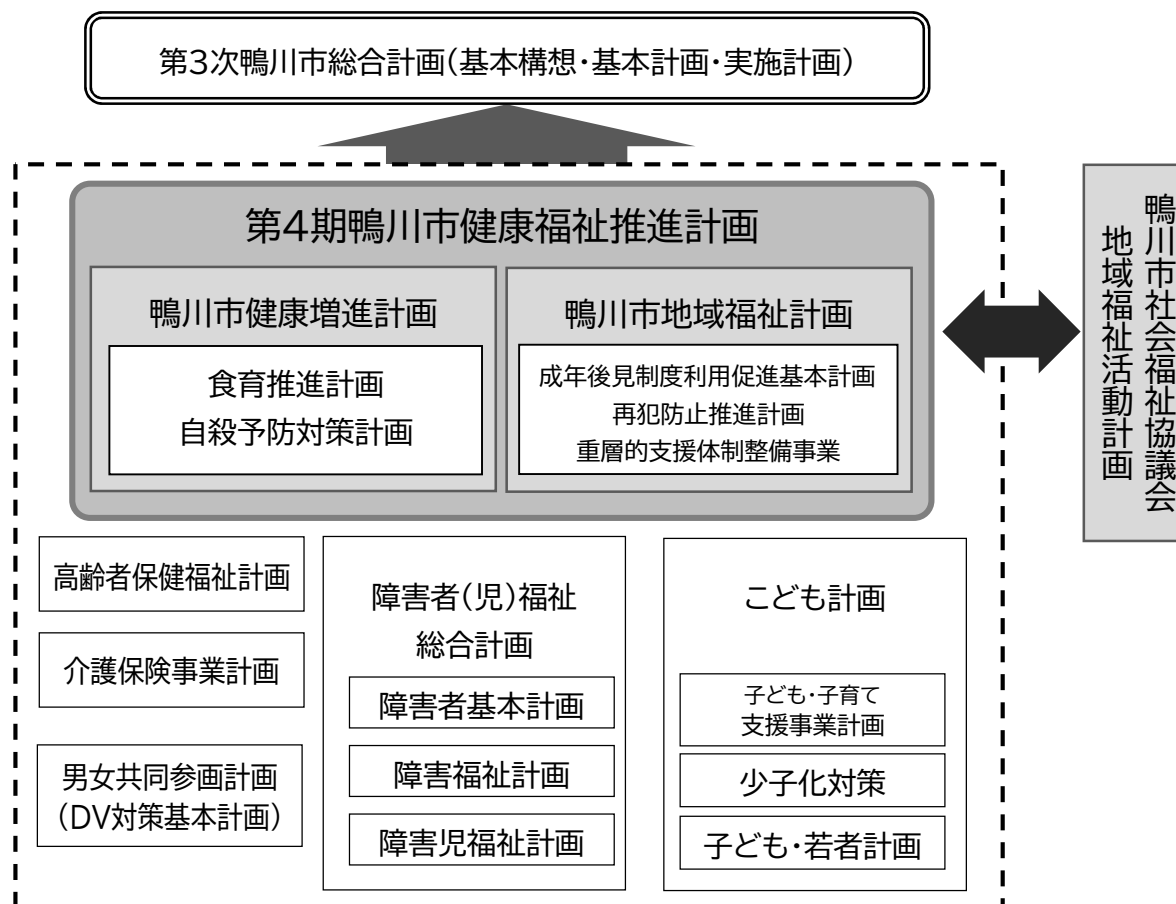 第3次鴨川市総合計画(基本構想・基本計画・実施計画)
第4期鴨川市健康福祉推進計画
鴨川市健康増進計画
食育推進計画
自殺予防対策計画
鴨川市地域福祉計画
成年後見制度利用促進基本計画
再犯防止推進計画
重層的支援体制整備事業
鴨川市社会福祉協議会
地域福祉活動計画
高齢者保健福祉計画
介護保険事業計画
男女共同参画計画
(DV対策基本計画)
障害者(児)福祉
総合計画
障害者基本計画
障害福祉計画
障害児福祉計画
こども計画
子ども・子育て
支援事業計画
少子化対策
子ども・若者計画